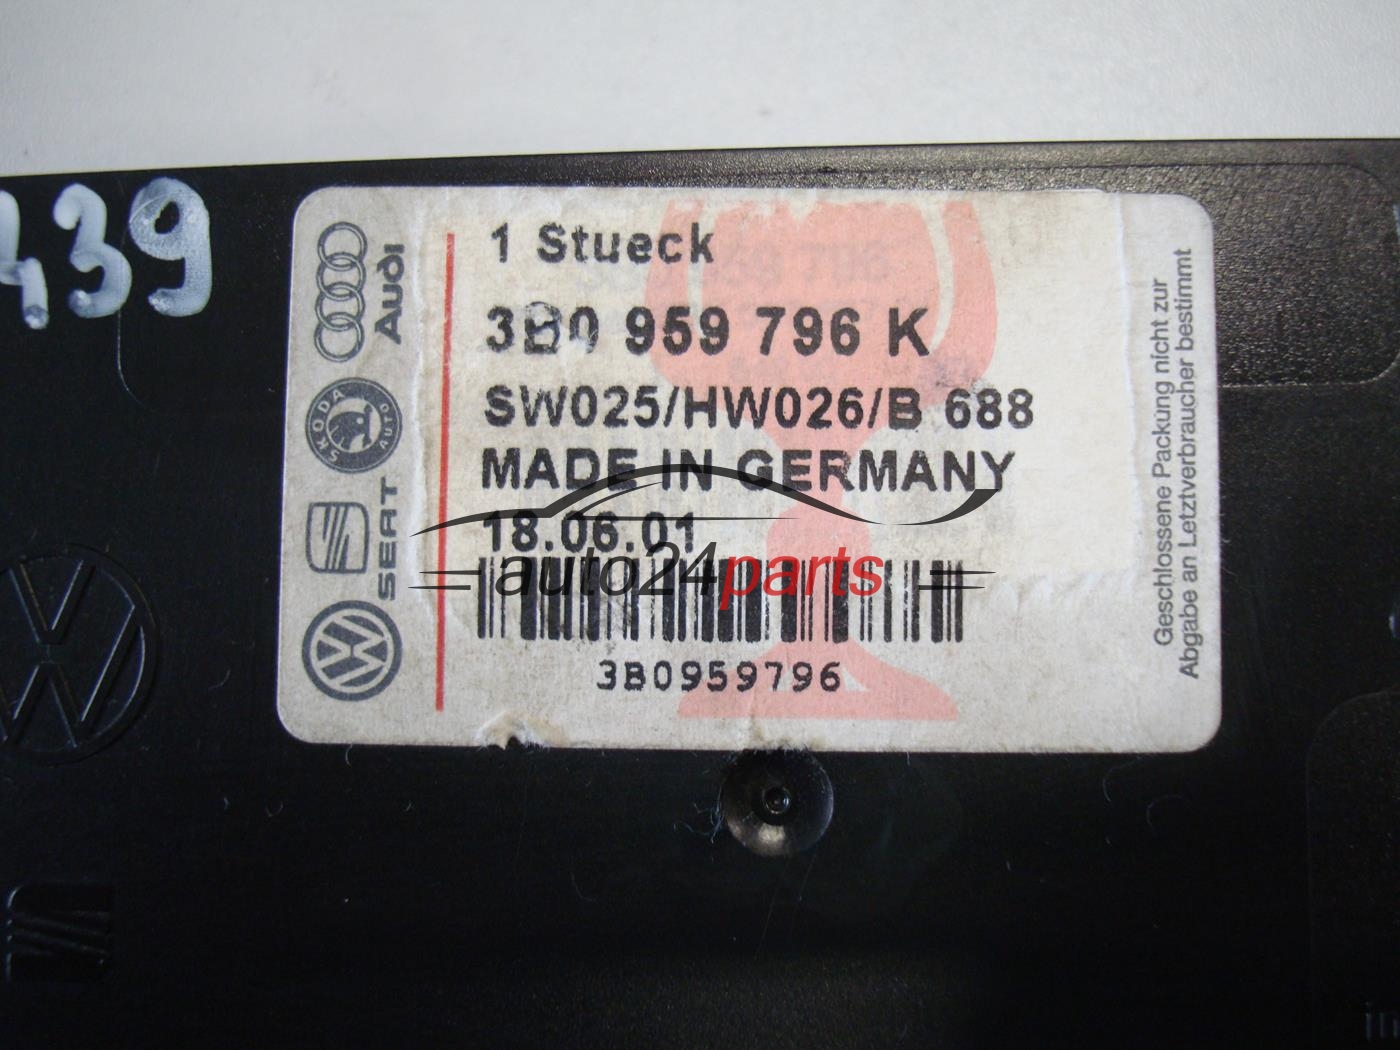 439
1 Stueck
3B0 959 796 K
SW025/HW026/B 688
MADE IN GERMANY
18.06.01
auto24parts
3B0959796
Audi
SKODA
AUTO
SEAT
Geschlossene Packung nicht zur
Abgabe an Letztverbraucher bestimmt